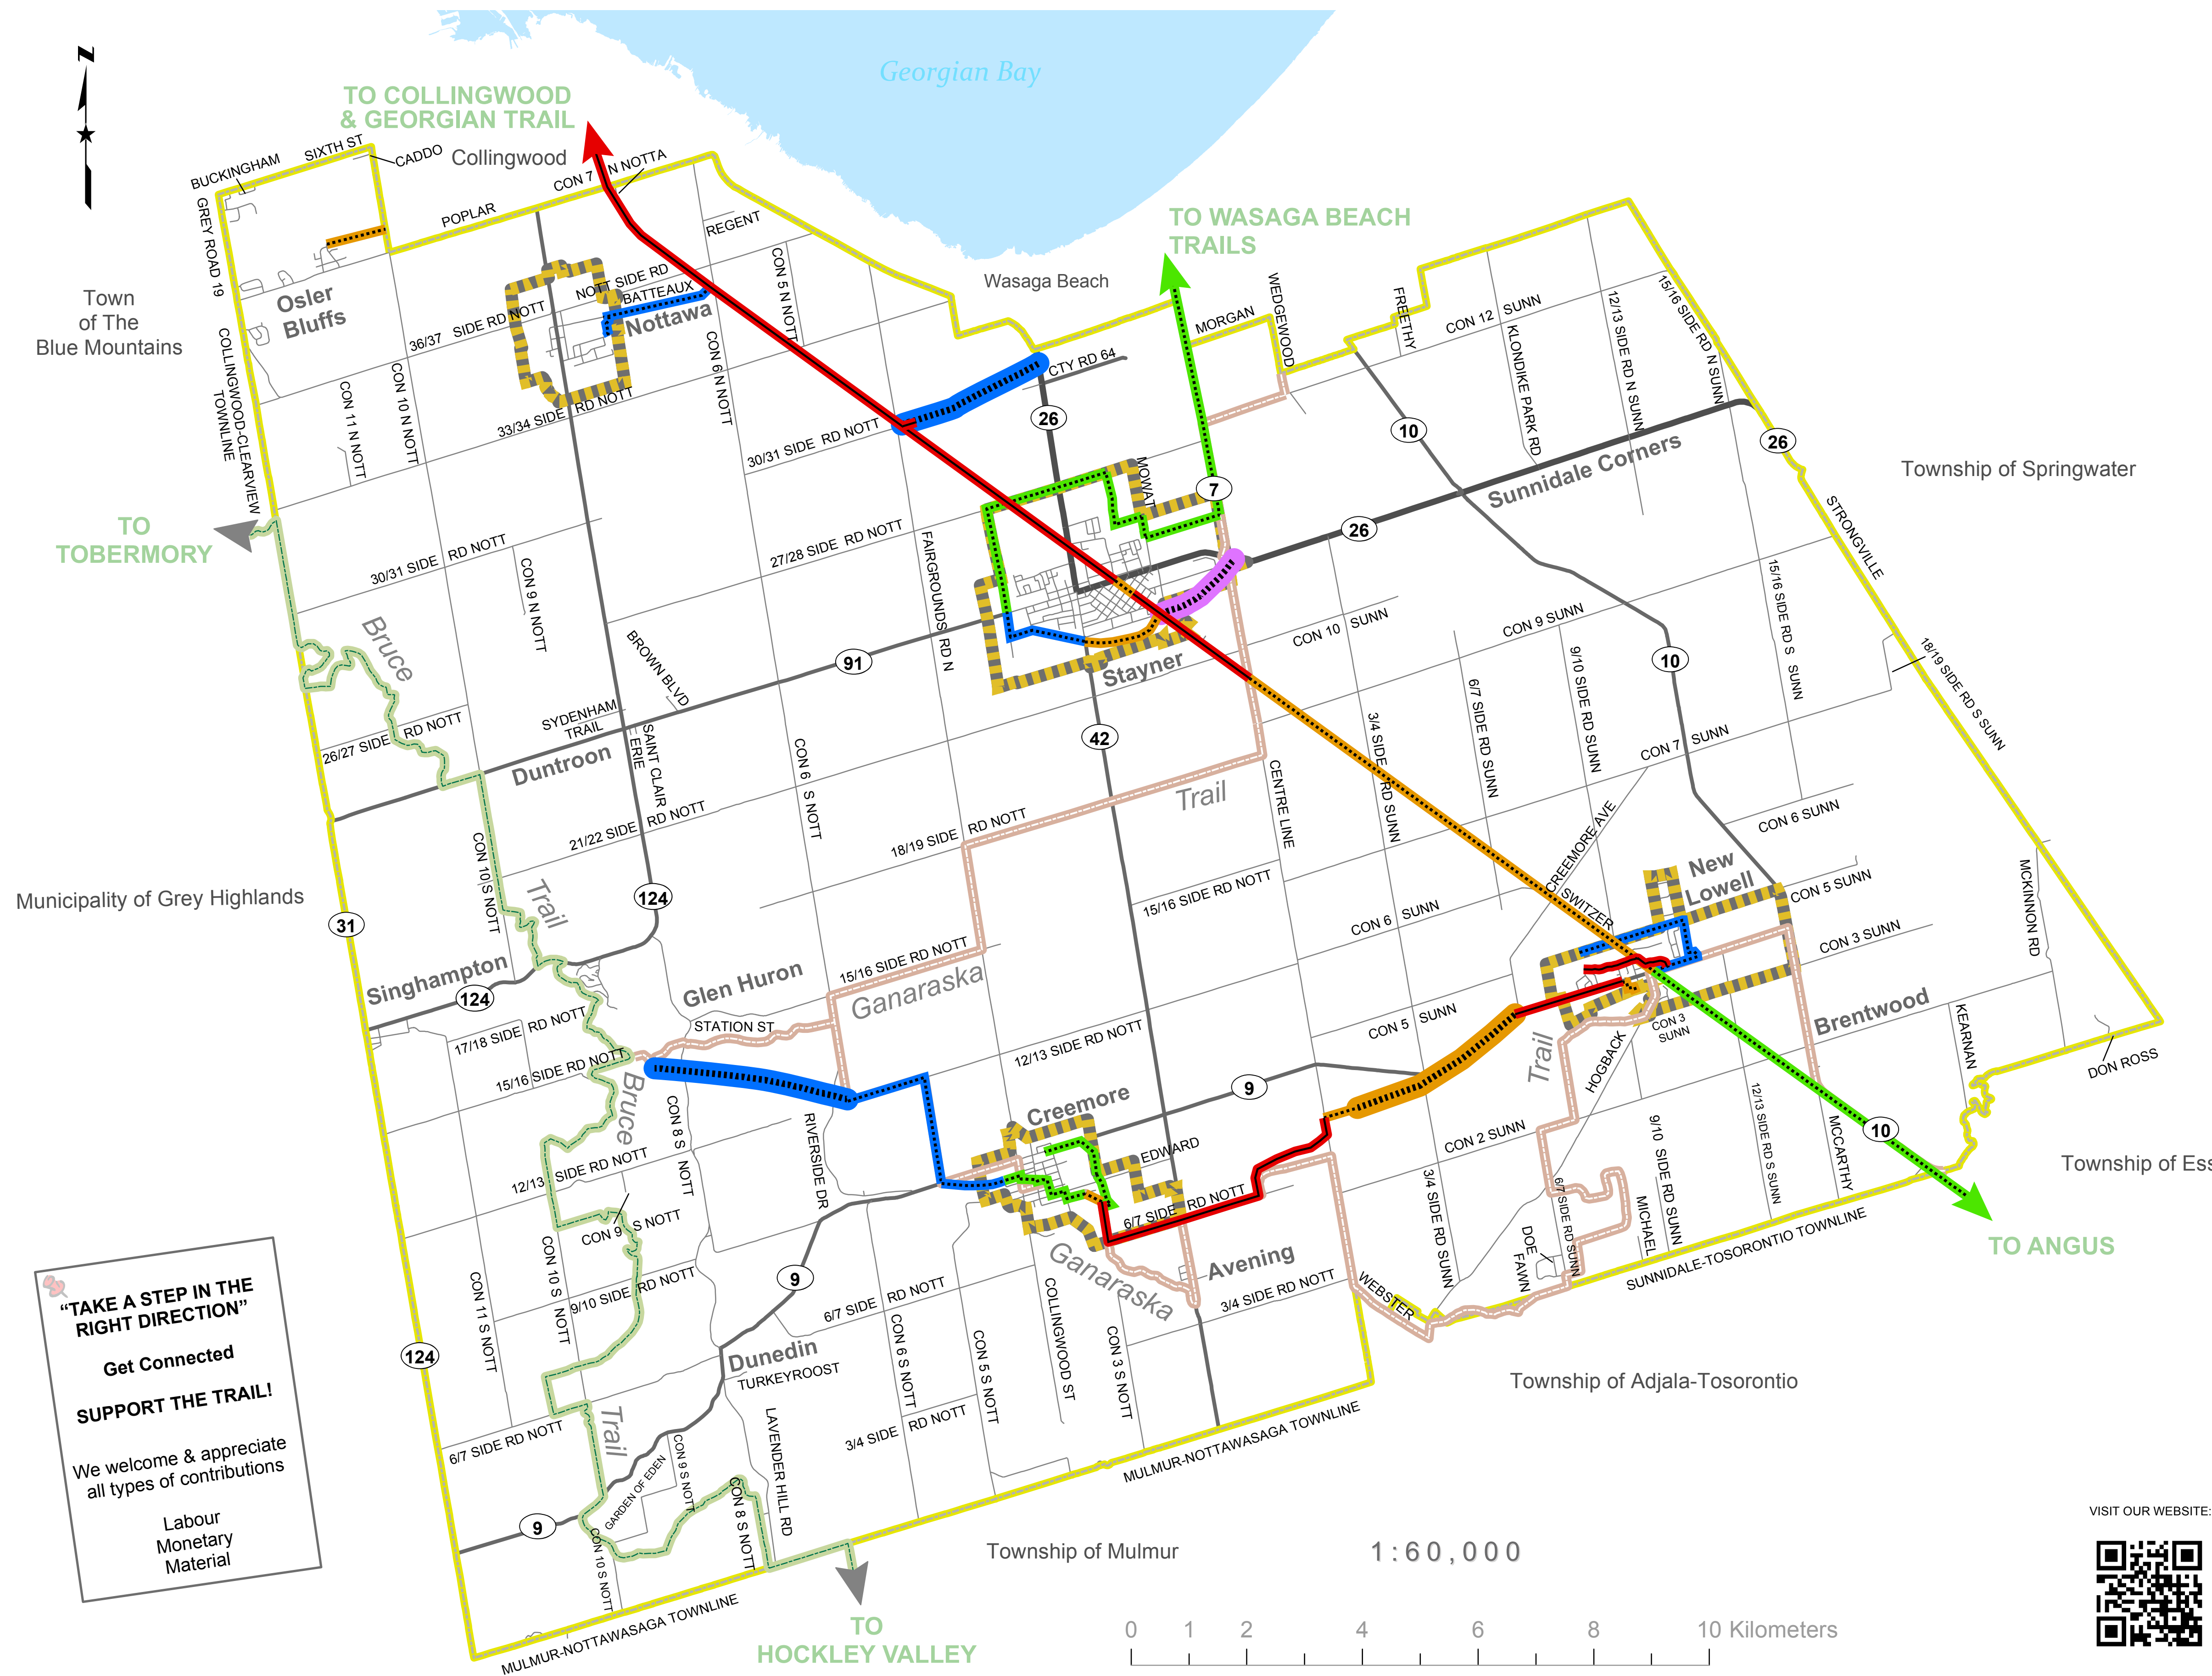 N
Georgian Bay
TO COLLINGWOOD
& GEORGIAN TRAIL
BUCKINGHAM
SIXTH ST
CADDO
Collingwood
CON 7
N NOTTA
POPLAR
REGENT
GREY ROAD 19
TO WASAGA BEACH
TRAILS
Wasaga Beach
MORGAN
WEDGEWOOD
FREETHY
CON 12 SUNN
KLONDIKE PARK RD
12/13 SIDE RD N SUNN
15/16 SIDE RD N SUNN
Town
of The
Blue Mountains
Osler
Bluffs
NOTT SIDE RD
BATTEAUX
Nottawa
36/37 SIDE RD NOTT
CON 5 N NOTT
CON 6 N NOTT
COLLINGWOOD-CLEARVIEW
TOWNLINE
CON 11 N NOTT
CON 10 N NOTT
33/34 SIDE RD NOTT
30/31 SIDE RD NOTT
CTY RD 64
26
10
26
7
MOWAT
Sunnidale Corners
Township of Springwater
STRONGVILLE
TO
TOBERMORY
30/31 SIDE RD NOTT
CON 9 N NOTT
27/28 SIDE RD NOTT
FAIRGROUNDS RD N
26
15/16 SIDE RD S SUNN
18/19 SIDE RD S SUNN
Bruce
BROWN BLVD
91
Stayner
CON 10 SUNN
CON 9 SUNN
9/10 SIDE RD SUNN
6/7 SIDE RD SUNN
10
26/27 SIDE RD NOTT
SYDENHAM
TRAIL
ERIE
SAINT CLAIR
Duntroon
42
3/4 SIDE RD SUNN
CON 7 SUNN
CON 6 S NOTT
CENTRE LINE
Trail
21/22 SIDE RD NOTT
18/19 SIDE RD NOTT
CREEMORE AVE
CON 6 SUNN
CON 10 S NOTT
Trail
124
15/16 SIDE RD NOTT
SWITZER
New
Lowell
CON 5 SUNN
MCKINNON RD
Municipality of Grey Highlands
31
CON 6 SUNN
CON 3 SUNN
Singhampton
124
Glen Huron
15/16 SIDE RD NOTT
Ganaraska
STATION ST
17/18 SIDE RD NOTT
15/16 SIDE RD NOTT
12/13 SIDE RD NOTT
CON 5 SUNN
Trail
HOGBACK
CON 3
SUNN
Brentwood
KEARNAN
DON ROSS
Bruce
CON 8 S NOTT
RIVERSIDE DR
Creemore
9
EDWARD
CON 2 SUNN
9/10 SIDE RD SUNN
12/13 SIDE RD S SUNN
MCCARTHY
10
Township of Ess
12/13 SIDE RD NOTT
CON 9 S NOTT
6/7 SIDE RD NOTT
3/4 SIDE RD SUNN
6/7 SIDE RD SUNN
MICHAEL
DOE
FAWN
SUNNIDALE-TOSORONTIO TOWNLINE
TO ANGUS
CON 10 S NOTT
9/10 SIDE RD NOTT
9
Ganaraska
Avening
3/4 SIDE RD NOTT
WEBSTER
CON 11 S NOTT
6/7 SIDE RD NOTT
CON 6 S NOTT
CON 5 S NOTT
COLLINGWOOD ST
CON 3 S NOTT
124
Dunedin
TURKEYROOST
Township of Adjala-Tosorontio
“TAKE A STEP IN THE
RIGHT DIRECTION”
Get Connected
SUPPORT THE TRAIL!
We welcome & appreciate
all types of contributions
Labour
Monetary
Material
6/7 SIDE RD NOTT
Trail
GARDEN OF EDEN
CON 9 S NOTT
CON 8 S NOTT
LAVENDER HILL RD
3/4 SIDE RD NOTT
MULMUR-NOTTAWASAGA TOWNLINE
9
CON 10 S NOTT
Township of Mulmur
1:60,000
VISIT OUR WEBSITE:
MULMUR-NOTTAWASAGA TOWNLINE
TO
HOCKLEY VALLEY
0 1 2 4 6 8 10 Kilometers